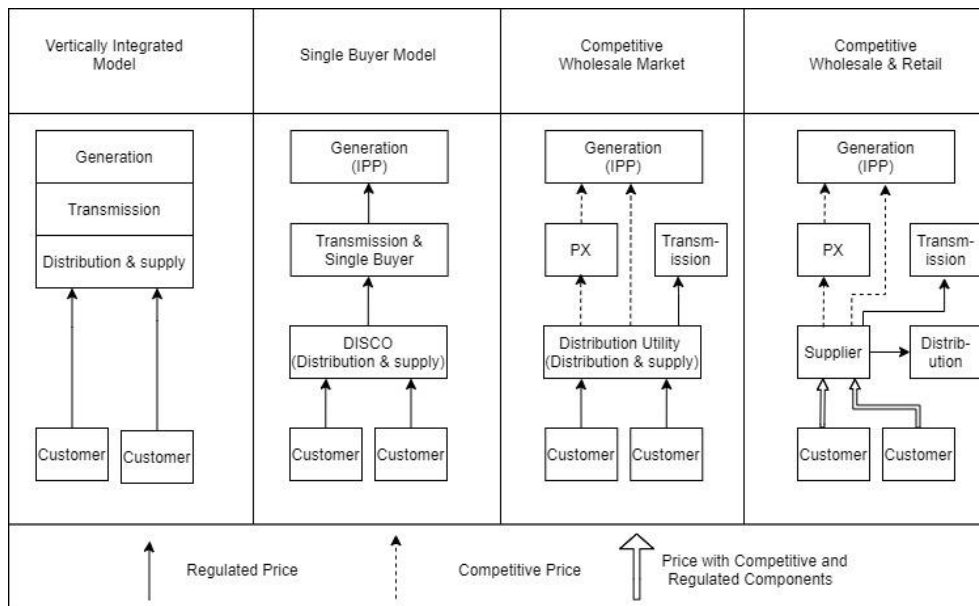 Vertically Integrated
Model
Single Buyer Model
Competitive
Wholesale Market
Competitive
Wholesale & Retail
Generation
Transmission
Distribution & supply
Customer
Customer
Generation
(IPP)
Transmission &
Single Buyer
DISCO
(Distribution & supply)
Customer
Customer
Generation
(IPP)
PX
Transm-
ission
Distribution Utility
(Distribution & supply)
Customer
Customer
Generation
(IPP)
PX
Transm-
ission
Supplier
Distrib-
ution
Customer
Customer
Regulated Price
Competitive Price
Price with Competitive and
Regulated Components